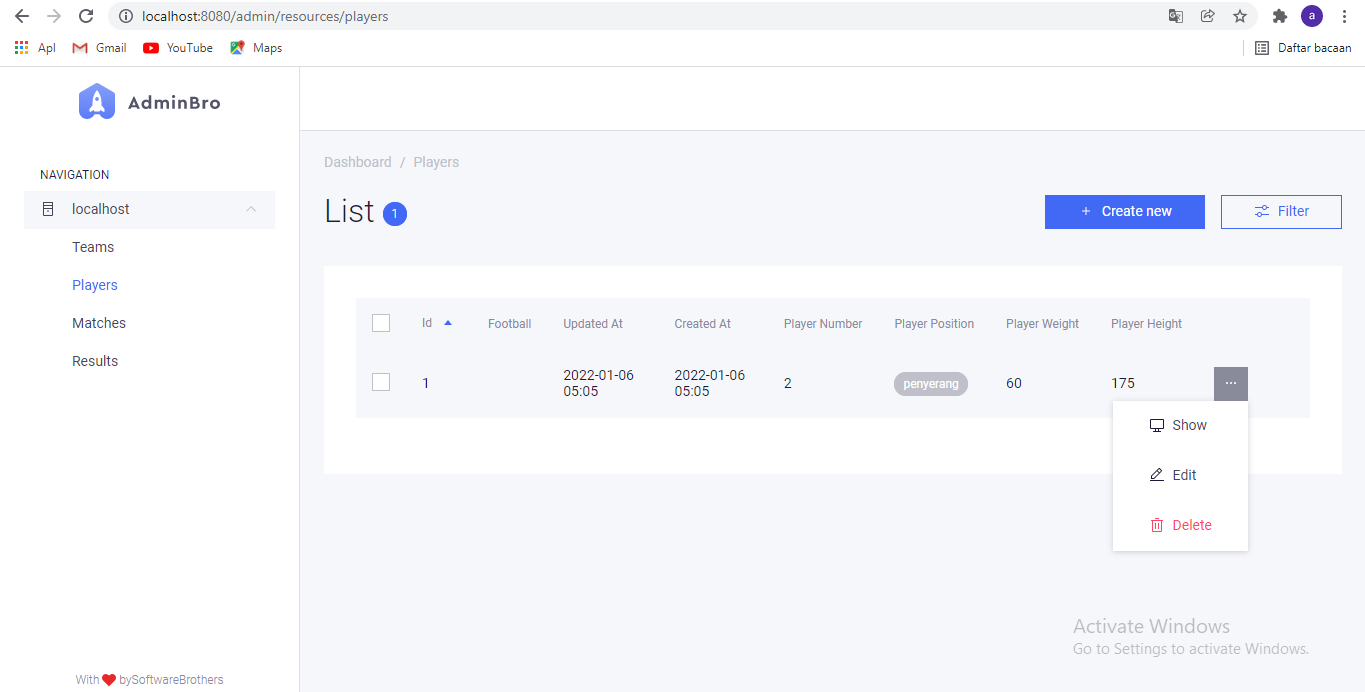 localhost:8080/admin/resources/players
a
Apl Gmail YouTube Maps Daftar bacaan
AdminBro
NAVIGATION
localhost
Teams
Players
Matches
Results
With bySoftwareBrothers
Dashboard / Players
List 1
+ Create new Filter
Id Football Updated At Created At Player Number Player Position Player Weight Player Height
1 2022-01-06 05:05 2022-01-06 05:05 2 penyerang 60 175 ...
Show
Edit
Delete
Activate Windows
Go to Settings to activate Windows.